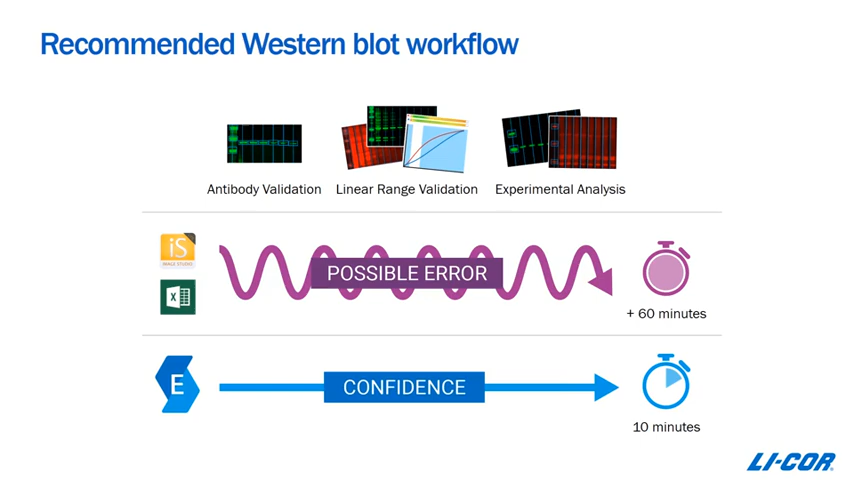 Recommended Western blot workflow
Antibody Validation
Linear Range Validation
Experimental Analysis
iS
IMAGE STUDIO
POSSIBLE ERROR
X
+ 60 minutes
E
CONFIDENCE
10 minutes
LI-COR